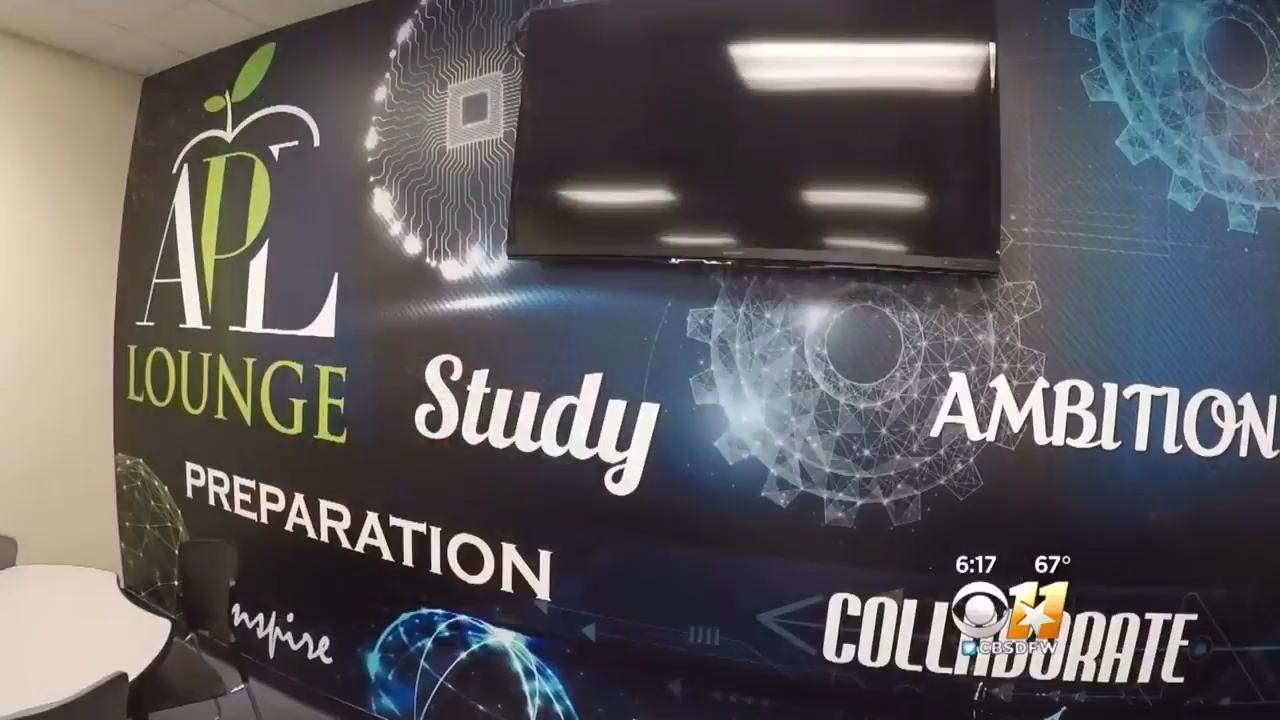 APL
LOUNGE
Study
AMBITION
PREPARATION
nspire
COLLABORATE
6:17 67°
11
CBSDFW